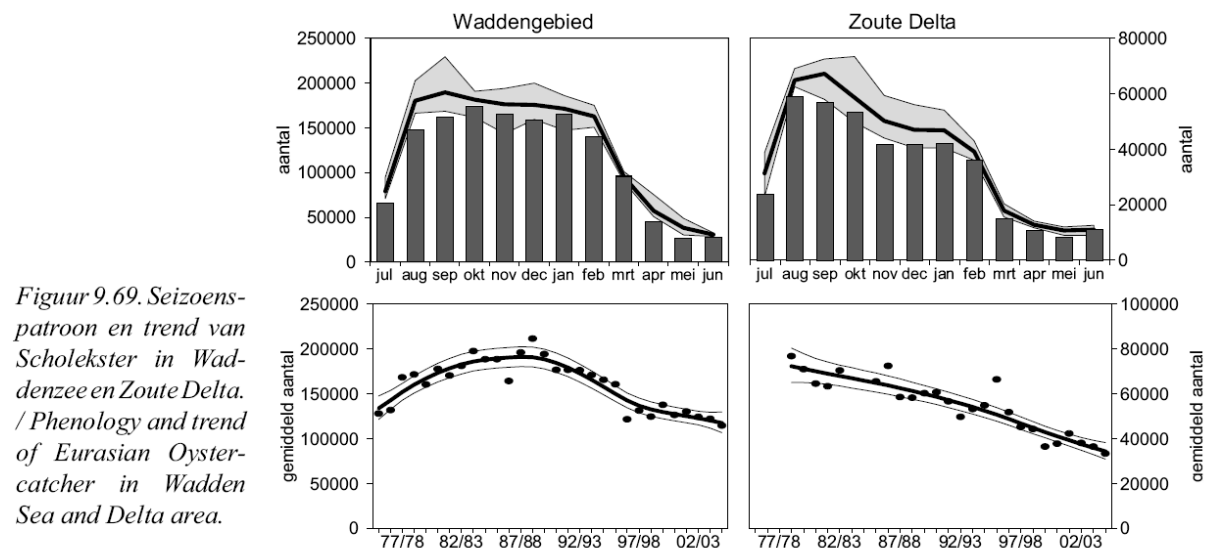 Waddengebied
Zoute Delta
250000
200000
150000
100000
50000
0
aantal
jul aug sep okt nov dec jan feb mrt apr mei jun
80000
60000
40000
20000
0
aantal
jul aug sep okt nov dec jan feb mrt apr mei jun
Figuur 9.69. Seizoens-
patroon en trend van
Scholekster in Wad-
denzee en Zoute Delta.
/ Phenology and trend
of Eurasian Oyster-
catcher in Wadden
Sea and Delta area.
250000
200000
150000
100000
50000
0
gemiddeld aantal
77/78 82/83 87/88 92/93 97/98 02/03
100000
80000
60000
40000
20000
0
gemiddeld aantal
77/78 82/83 87/88 92/93 97/98 02/03